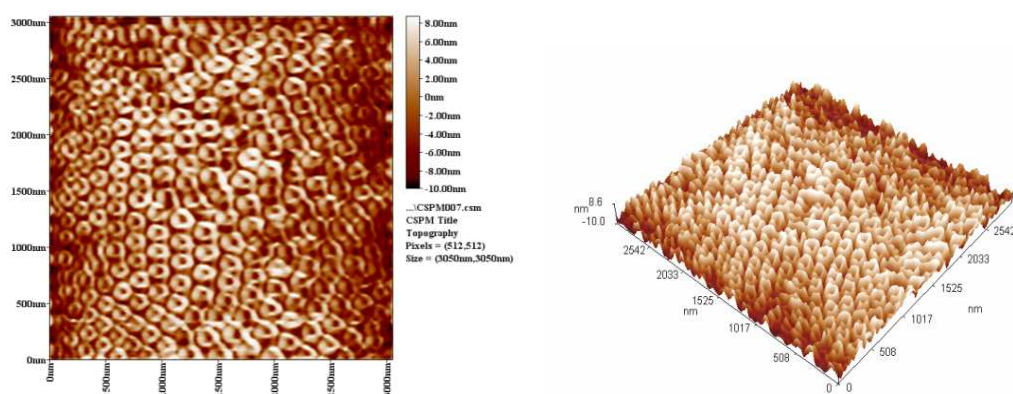 3000nm
2500nm
2000nm
1500nm
1000nm
500nm
0nm
0nm
500nm
1000nm
1500nm
2000nm
2500nm
3000nm
8.00nm
6.00nm
4.00nm
2.00nm
0nm
-2.00nm
-4.00nm
-6.00nm
-8.00nm
-10.00nm
...\CSPM007.csm
CSPM Title
Topography
Pixels = (512,512)
Size = (3050nm,3050nm)
8.6
nm
-10.0
2542
2033
1525
nm
1017
508
0
0
508
1017
nm
1525
2033
2542